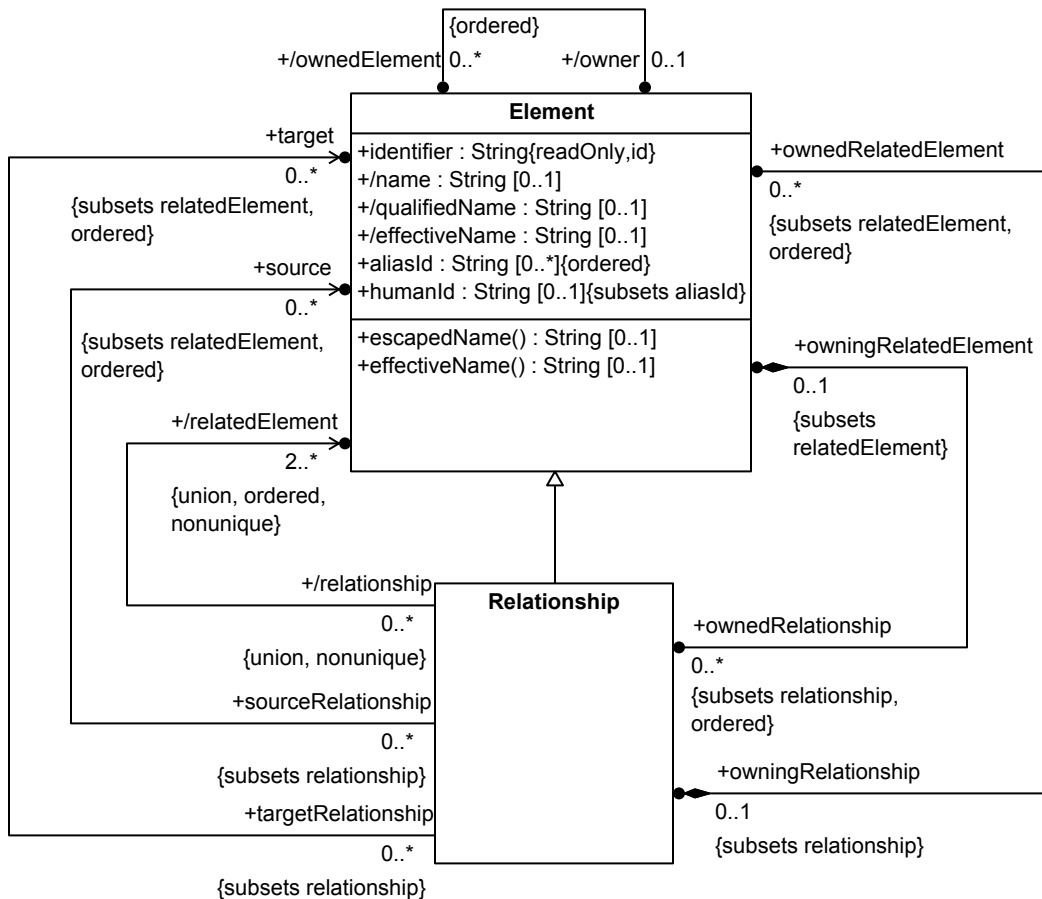 {ordered}
+/ownedElement
0..*
+/owner
0..1
Element
+identifier : String{readOnly,id}
+/name : String [0..1]
+/qualifiedName : String [0..1]
+/effectiveName : String [0..1]
+aliasId : String [0..*]{ordered}
+humanId : String [0..1]{subsets aliasId}
+escapedName() : String [0..1]
+effectiveName() : String [0..1]
+target
0..*
{subsets relatedElement,
ordered}
+source
0..*
{subsets relatedElement,
ordered}
+/relatedElement
2..*
{union, ordered,
nonunique}
+ownedRelatedElement
0..*
{subsets relatedElement,
ordered}
+owningRelatedElement
0..1
{subsets
relatedElement}
+/relationship
0..*
{union, nonunique}
+sourceRelationship
0..*
{subsets relationship}
+targetRelationship
0..*
{subsets relationship}
Relationship
+ownedRelationship
0..*
{subsets relationship,
ordered}
+owningRelationship
0..1
{subsets relationship}